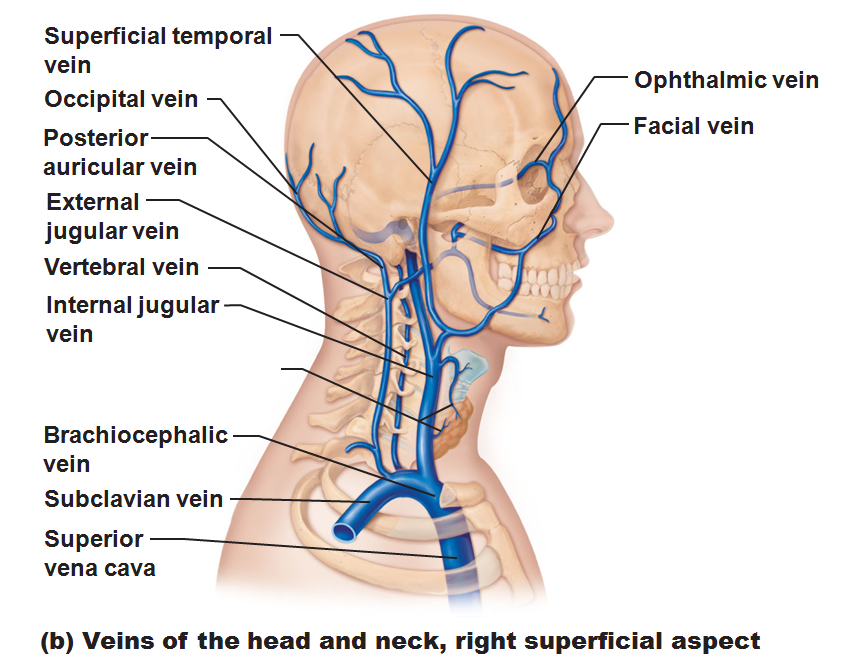 Superficial temporal
vein
Occipital vein
Posterior
auricular vein
External
jugular vein
Vertebral vein
Internal jugular
vein
Brachiocephalic
vein
Subclavian vein
Superior
vena cava
Ophthalmic vein
Facial vein
(b) Veins of the head and neck, right superficial aspect